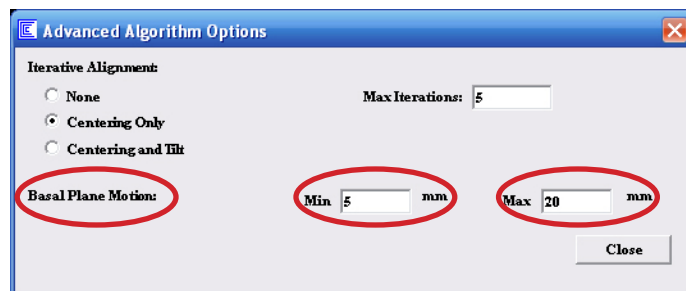 Advanced Algorithm Options
Iterative Alignment:
None
Max Iterations: 5
Centering Only
Centering and Tilt
Basal Plane Motion: Min 5 mm Max 20 mm
Close